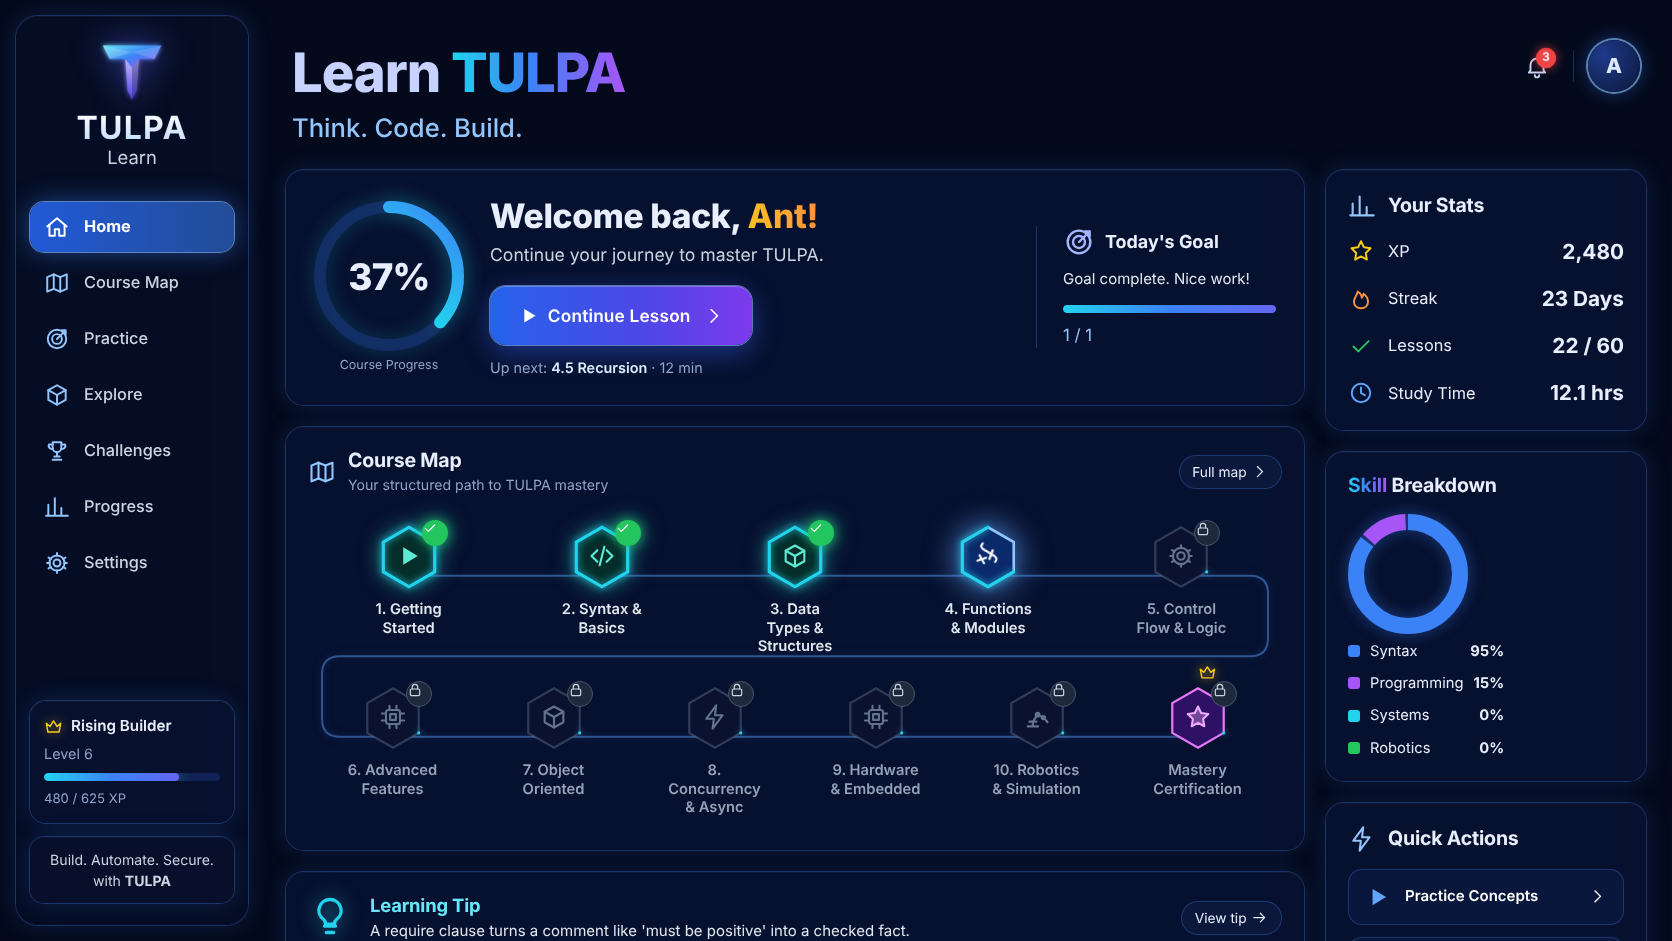 TULPA
Learn
Home
Course Map
Practice
Explore
Challenges
Progress
Settings
Rising Builder
Level 6
480 / 625 XP
Build. Automate. Secure.
with TULPA
Learn TULPA
Think. Code. Build.
3
A
37%
Course Progress
Welcome back, Ant!
Continue your journey to master TULPA.
Continue Lesson
Up next: 4.5 Recursion · 12 min
Today's Goal
Goal complete. Nice work!
1 / 1
Course Map
Your structured path to TULPA mastery
Full map
1. Getting
Started
2. Syntax &
Basics
3. Data
Types &
Structures
4. Functions
& Modules
5. Control
Flow & Logic
6. Advanced
Features
7. Object
Oriented
8.
Concurrency
& Async
9. Hardware
& Embedded
10. Robotics
& Simulation
Mastery
Certification
Learning Tip
A require clause turns a comment like 'must be positive' into a checked fact.
View tip →
Your Stats
XP 2,480
Streak 23 Days
Lessons 22 / 60
Study Time 12.1 hrs
Skill Breakdown
Syntax 95%
Programming 15%
Systems 0%
Robotics 0%
Quick Actions
Practice Concepts